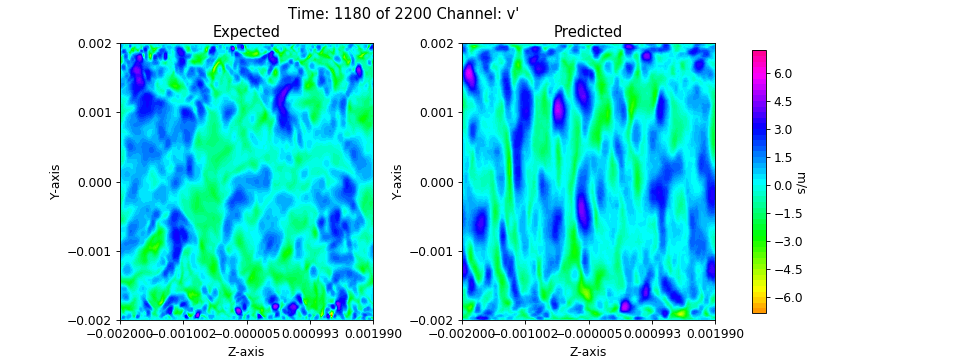 Time: 1180 of 2200 Channel: v'
Expected
Predicted
0.002
0.001
0.000
−0.001
−0.002
Y-axis
−0.002000 −0.001002 −0.000005 0.000993 0.001990
Z-axis
0.002
0.001
0.000
−0.001
−0.002
Y-axis
−0.002000 −0.001002 −0.000005 0.000993 0.001990
Z-axis
6.0
4.5
3.0
1.5
0.0
−1.5
−3.0
−4.5
−6.0
m/s